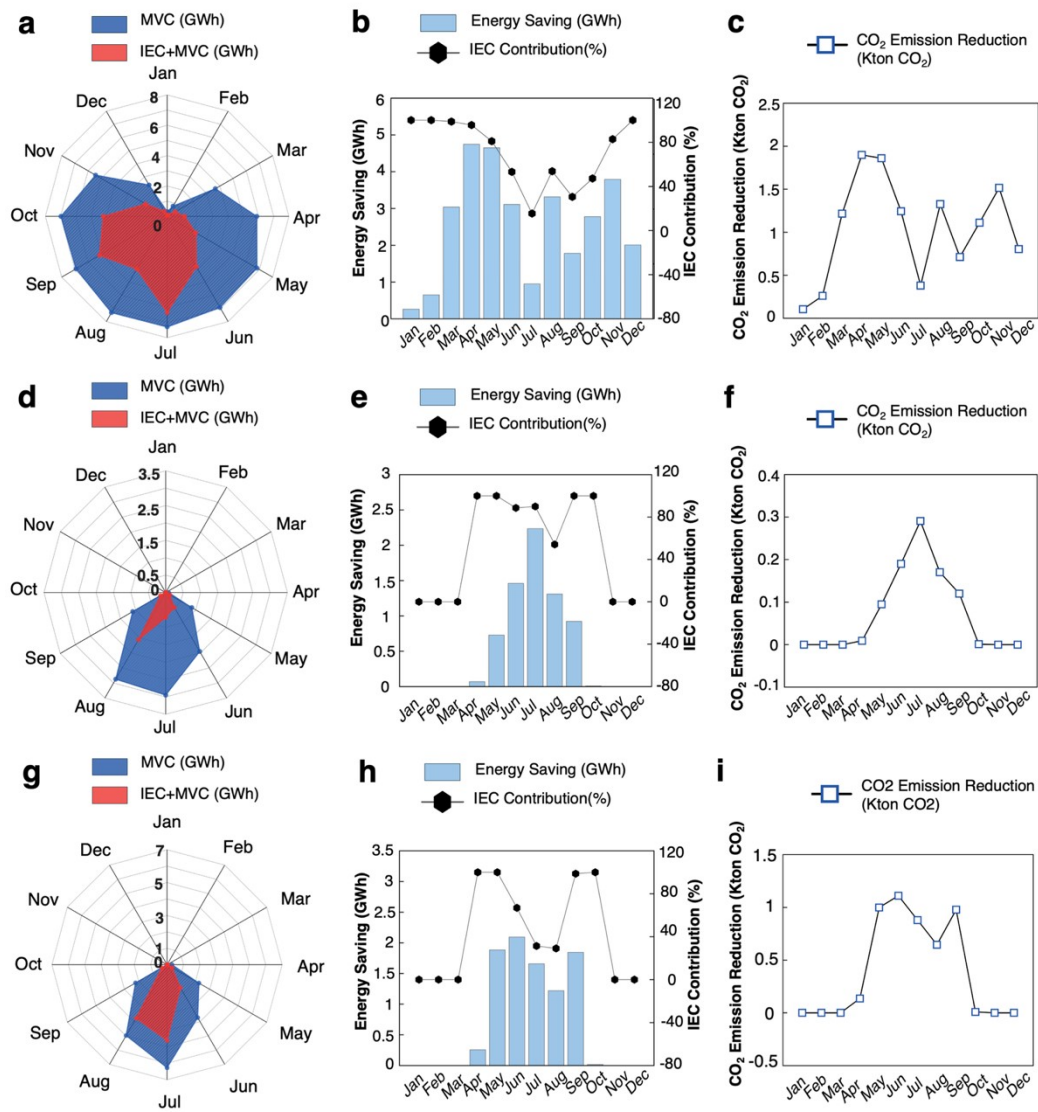 a
MVC (GWh)
IEC+MVC (GWh)
Jan
Feb
Mar
Apr
May
Jun
Jul
Aug
Sep
Oct
Nov
Dec
8
6
4
2
0
b
Energy Saving (GWh)
IEC Contribution(%)
Energy Saving (GWh)
6
5
4
3
2
1
0
IEC Contribution (%)
120
80
40
0
-40
-80
Jan Feb Mar Apr May Jun Jul Aug Sep Oct Nov Dec
c
CO2 Emission Reduction
(Kton CO2)
CO2 Emission Reduction (Kton CO2)
2.5
2
1.5
1
0.5
0
Jan Feb Mar Apr May Jun Jul Aug Sep Oct Nov Dec
d
MVC (GWh)
IEC+MVC (GWh)
Jan
Feb
Mar
Apr
May
Jun
Jul
Aug
Sep
Oct
Nov
Dec
3.5
2.5
1.5
0.5
0
e
Energy Saving (GWh)
IEC Contribution(%)
Energy Saving (GWh)
3
2.5
2
1.5
1
0.5
0
IEC Contribution (%)
120
80
40
0
-40
-80
Jan Feb Mar Apr May Jun Jul Aug Sep Oct Nov Dec
f
CO2 Emission Reduction
(Kton CO2)
CO2 Emission Reduction (Kton CO2)
0.4
0.3
0.2
0.1
0
-0.1
Jan Feb Mar Apr May Jun Jul Aug Sep Oct Nov Dec
g
MVC (GWh)
IEC+MVC (GWh)
Jan
Feb
Mar
Apr
May
Jun
Jul
Aug
Sep
Oct
Nov
Dec
7
5
3
1
0
h
Energy Saving (GWh)
IEC Contribution(%)
Energy Saving (GWh)
3.5
3
2.5
2
1.5
1
0.5
0
IEC Contribution (%)
120
80
40
0
-40
-80
Jan Feb Mar Apr May Jun Jul Aug Sep Oct Nov Dec
i
CO2 Emission Reduction
(Kton CO2)
CO2 Emission Reduction (Kton CO2)
1.5
1
0.5
0
-0.5
Jan Feb Mar Apr May Jun Jul Aug Sep Oct Nov Dec